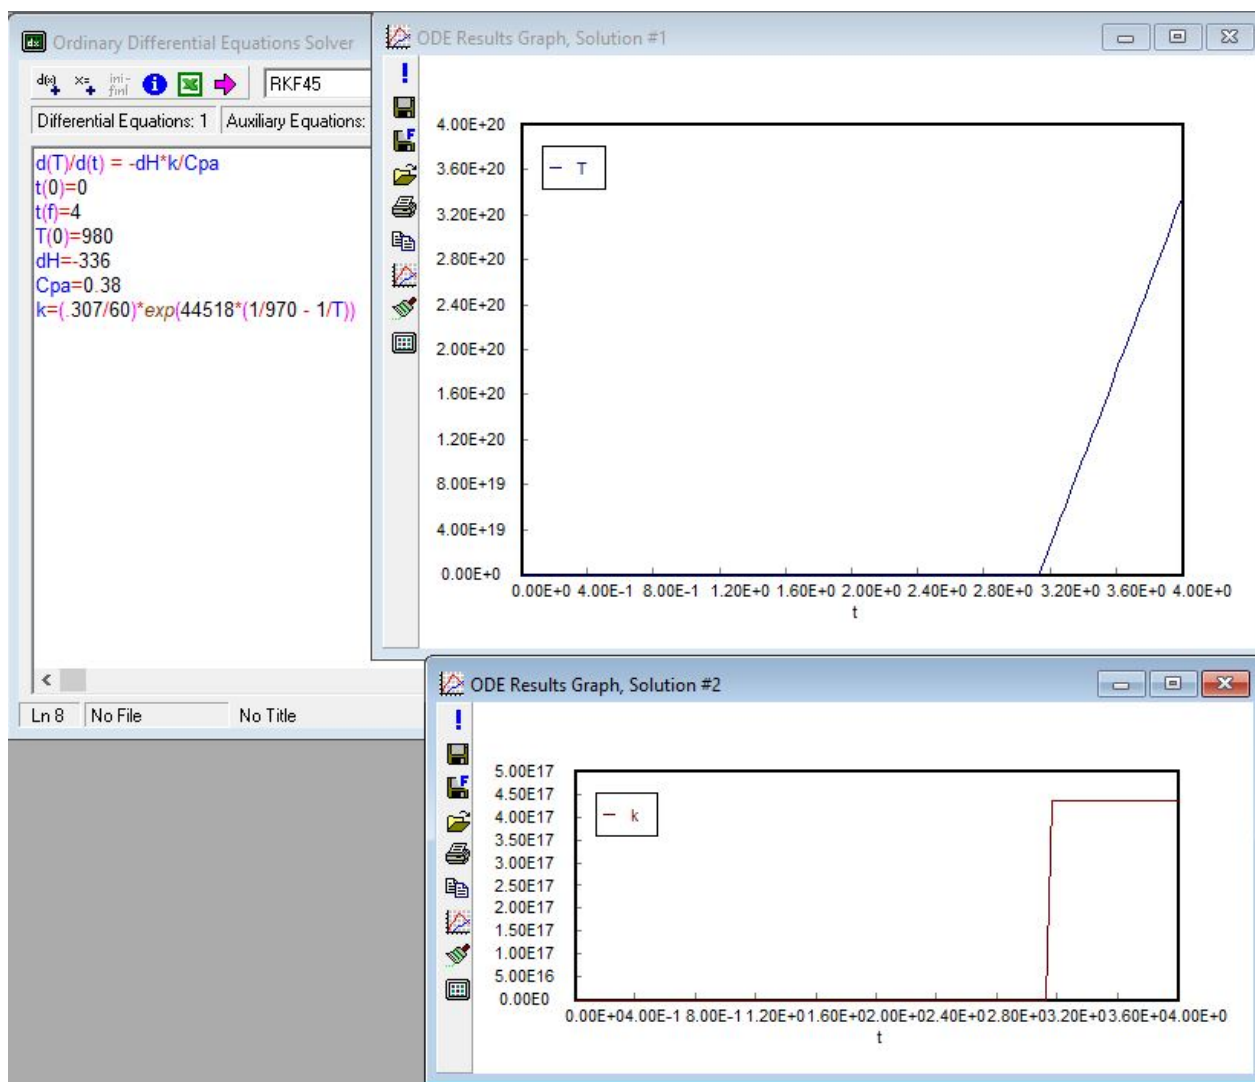 Ordinary Differential Equations Solver
d(x) x= ini- finl RKF45
Differential Equations: 1 Auxiliary Equations:
d(T)/d(t) = -dH*k/Cpa
t(0)=0
t(f)=4
T(0)=980
dH=-336
Cpa=0.38
k=(.307/60)*exp(44518*(1/970 - 1/T))
Ln 8 No File No Title
ODE Results Graph, Solution #1
4.00E+20
3.60E+20
3.20E+20
2.80E+20
2.40E+20
2.00E+20
1.60E+20
1.20E+20
8.00E+19
4.00E+19
0.00E+0
T
0.00E+0 4.00E-1 8.00E-1 1.20E+0 1.60E+0 2.00E+0 2.40E+0 2.80E+0 3.20E+0 3.60E+0 4.00E+0
t
ODE Results Graph, Solution #2
5.00E17
4.50E17
4.00E17
3.50E17
3.00E17
2.50E17
2.00E17
1.50E17
1.00E17
5.00E16
0.00E0
k
0.00E+04.00E-1 8.00E-1 1.20E+01.60E+02.00E+02.40E+02.80E+03.20E+03.60E+04.00E+0
t